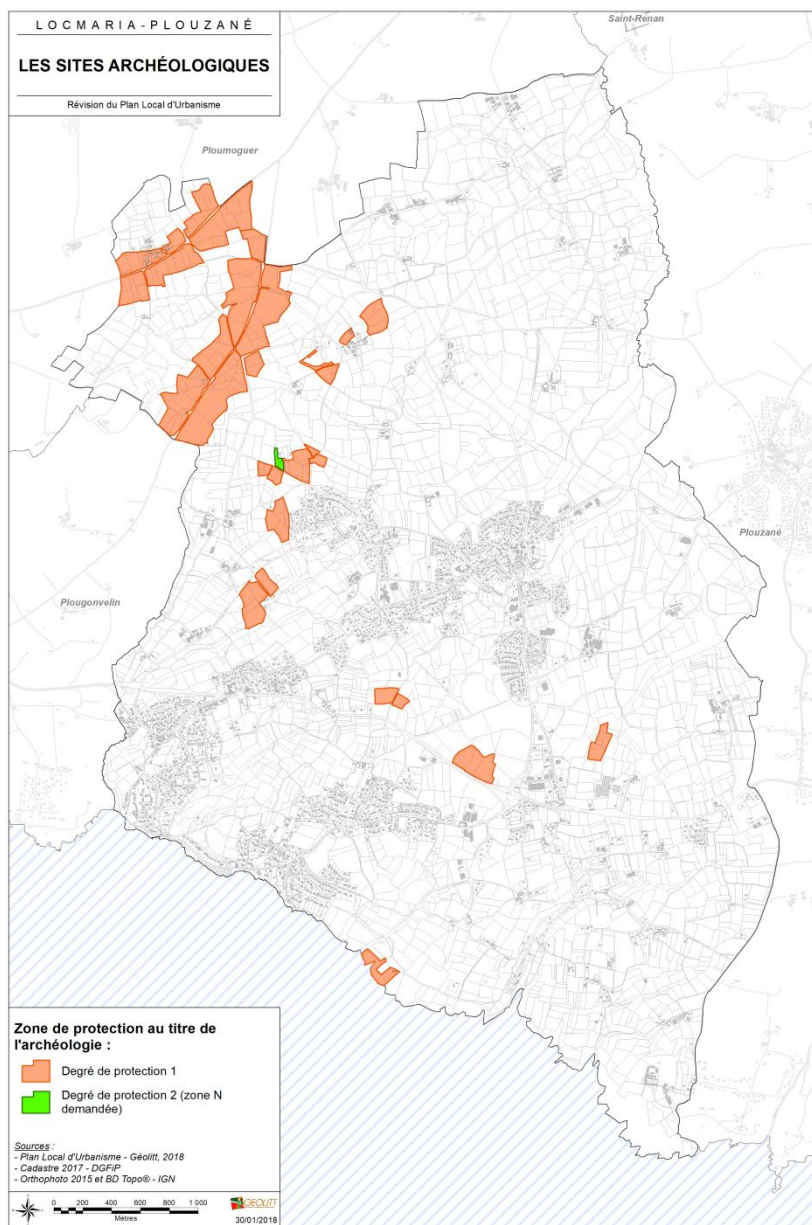 LOCMARIA-PLOUZANÉ
LES SITES ARCHÉOLOGIQUES
Révision du Plan Local d'Urbanisme
Saint-Renan
Ploumoguer
Plouzané
Plougonvelin
Zone de protection au titre de
l'archéologie :
Degré de protection 1
Degré de protection 2 (zone N
demandée)
Sources :
- Plan Local d'Urbanisme - Géolitt, 2018
- Cadastre 2017 - DGFiP
- Orthophoto 2015 et BD Topo® - IGN
0 200 400 600 800 1 000
Mètres
GEOLITT
30/01/2018